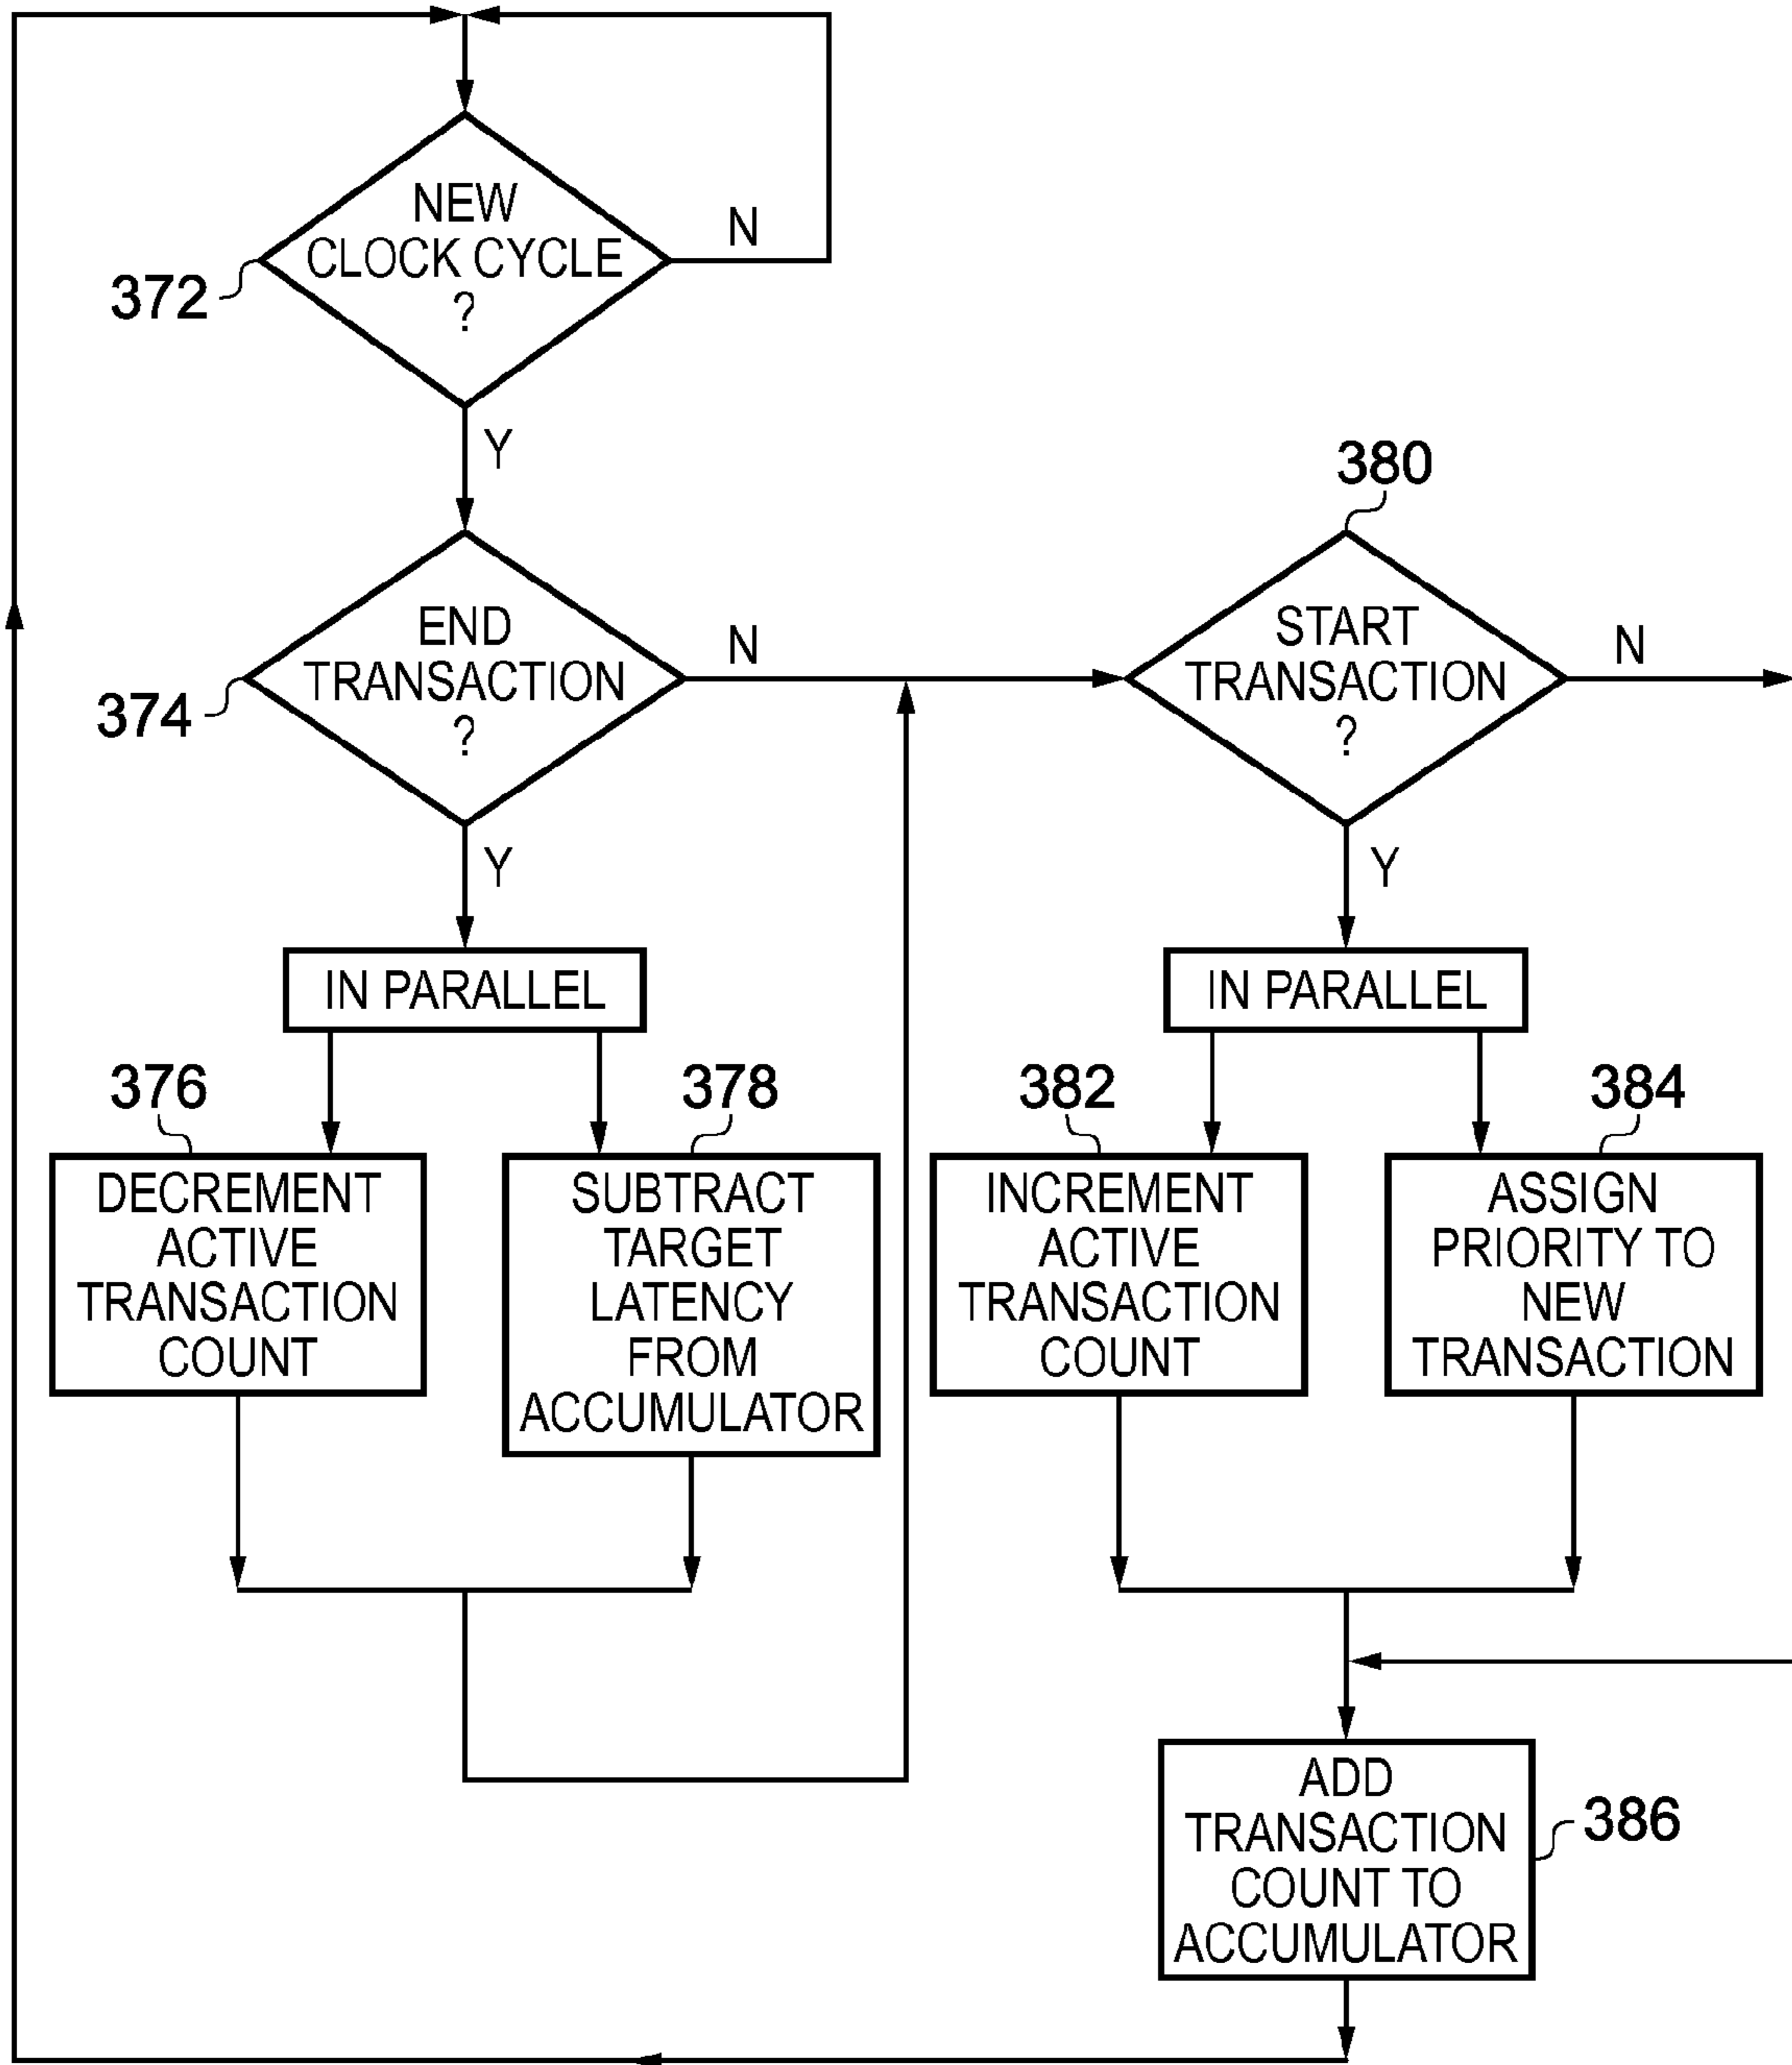 NEW
CLOCK CYCLE
?
N
372
Y
380
END
TRANSACTION
?
N
374
START
TRANSACTION
?
N
Y
Y
IN PARALLEL
IN PARALLEL
376
378
382
384
DECREMENT
ACTIVE
TRANSACTION
COUNT
SUBTRACT
TARGET
LATENCY
FROM
ACCUMULATOR
INCREMENT
ACTIVE
TRANSACTION
COUNT
ASSIGN
PRIORITY TO
NEW
TRANSACTION
ADD
TRANSACTION
COUNT TO
ACCUMULATOR
386